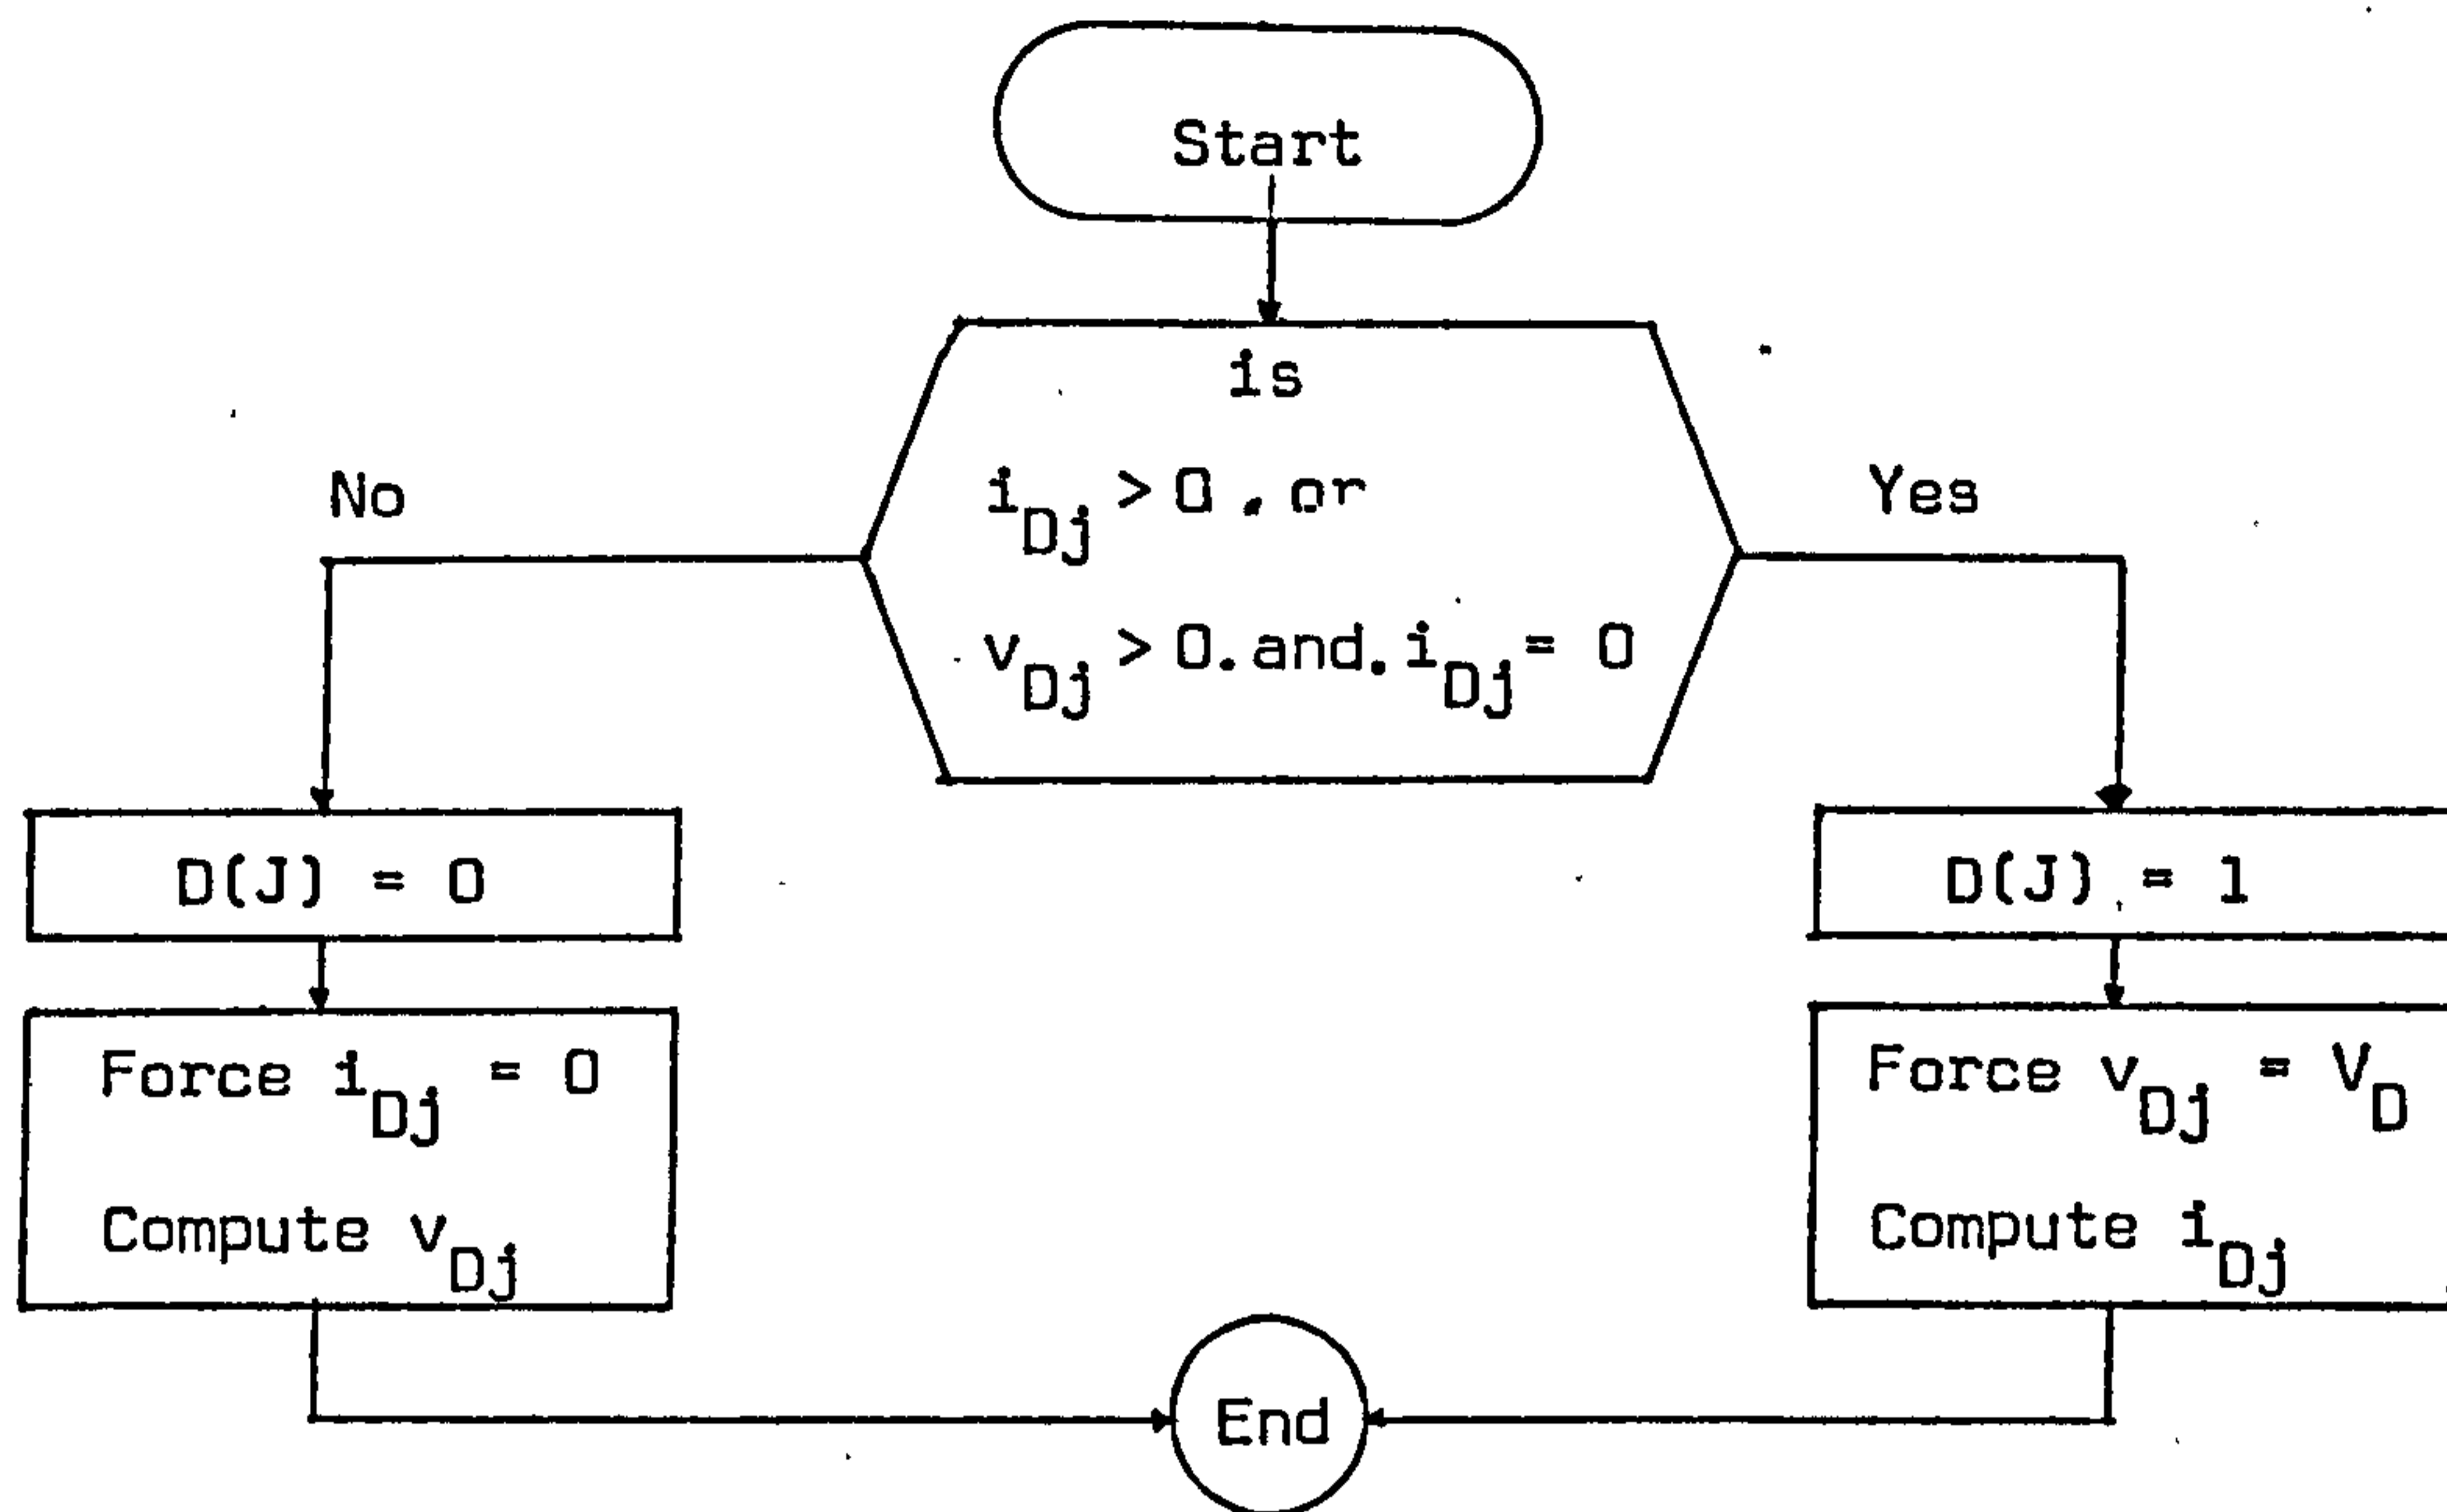 Start
is
i_Dj > 0 . or
v_Dj > 0.and.i_Dj = 0
No
Yes
D(J) = 0
D(J) = 1
Force i_Dj = 0
Compute v_Dj
Force v_Dj = V_D
Compute i_Dj
End